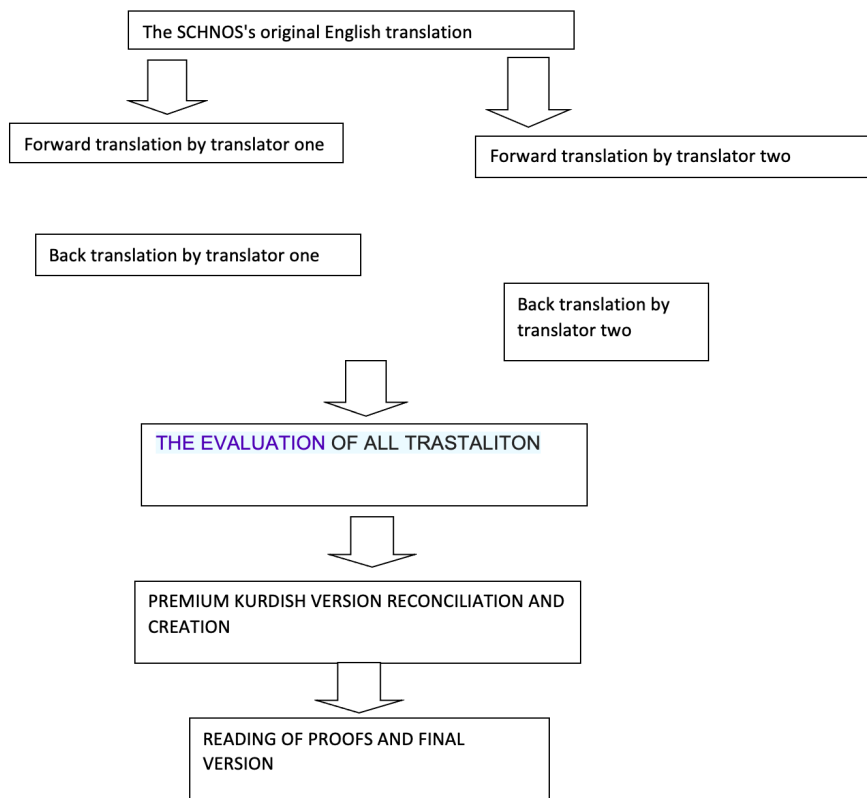 The SCHNOS's original English translation
Forward translation by translator one
Forward translation by translator two
Back translation by translator one
Back translation by
translator two
THE EVALUATION OF ALL TRASTALITON
PREMIUM KURDISH VERSION RECONCILIATION AND
CREATION
READING OF PROOFS AND FINAL
VERSION